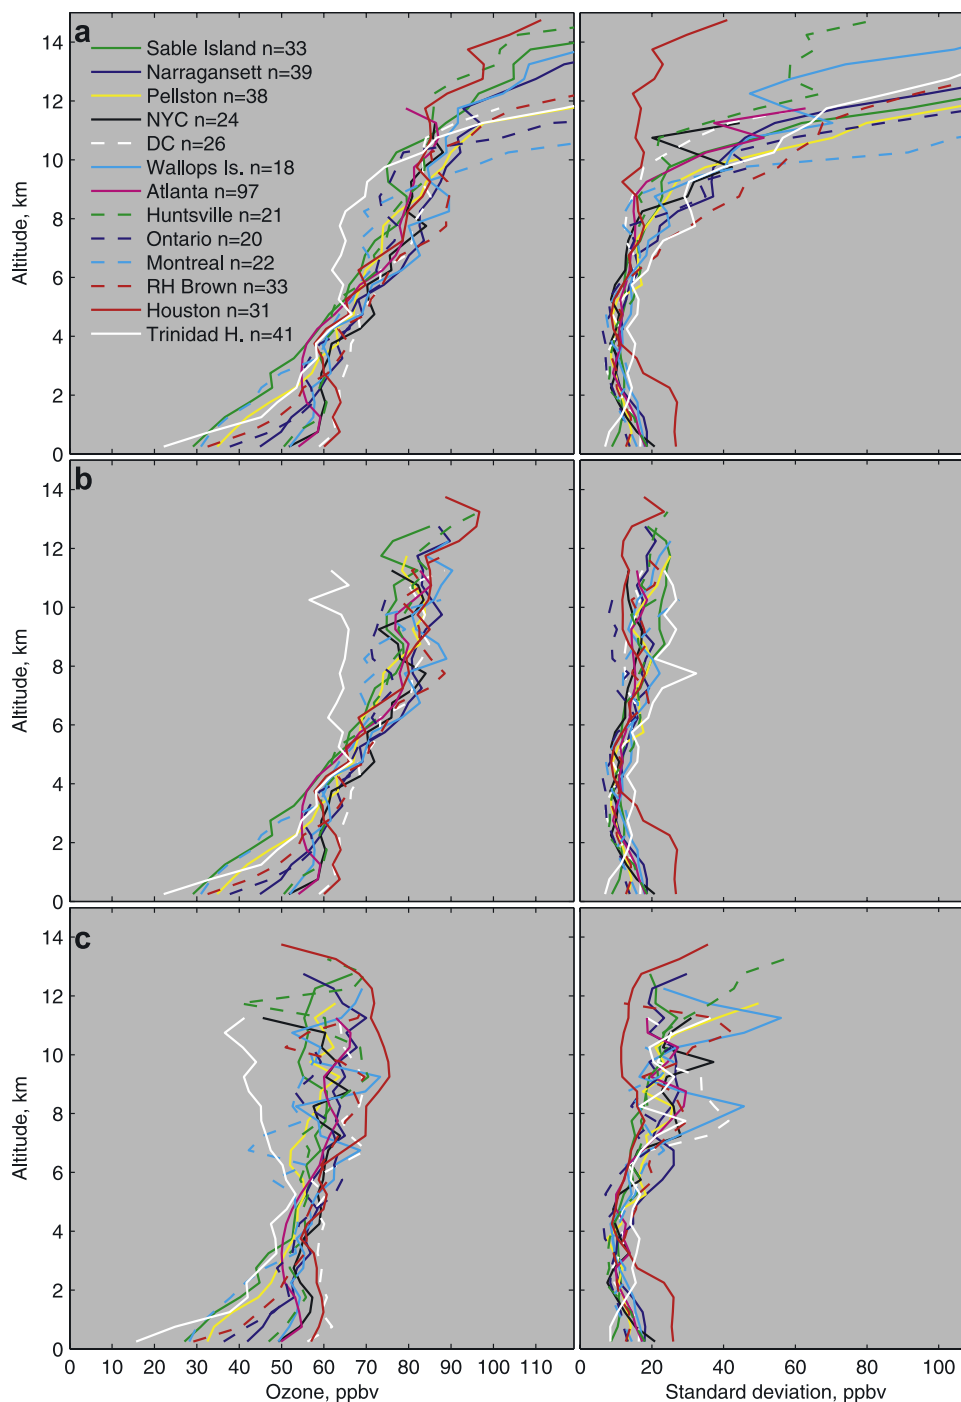 a
14
12
10
8
6
4
2
0
Altitude, km
Sable Island n=33
Narragansett n=39
Pellston n=38
NYC n=24
DC n=26
Wallops Is. n=18
Atlanta n=97
Huntsville n=21
Ontario n=20
Montreal n=22
RH Brown n=33
Houston n=31
Trinidad H. n=41
b
14
12
10
8
6
4
2
0
Altitude, km
c
14
12
10
8
6
4
2
0
Altitude, km
0 10 20 30 40 50 60 70 80 90 100 110 0 20 40 60 80 100
Ozone, ppbv Standard deviation, ppbv